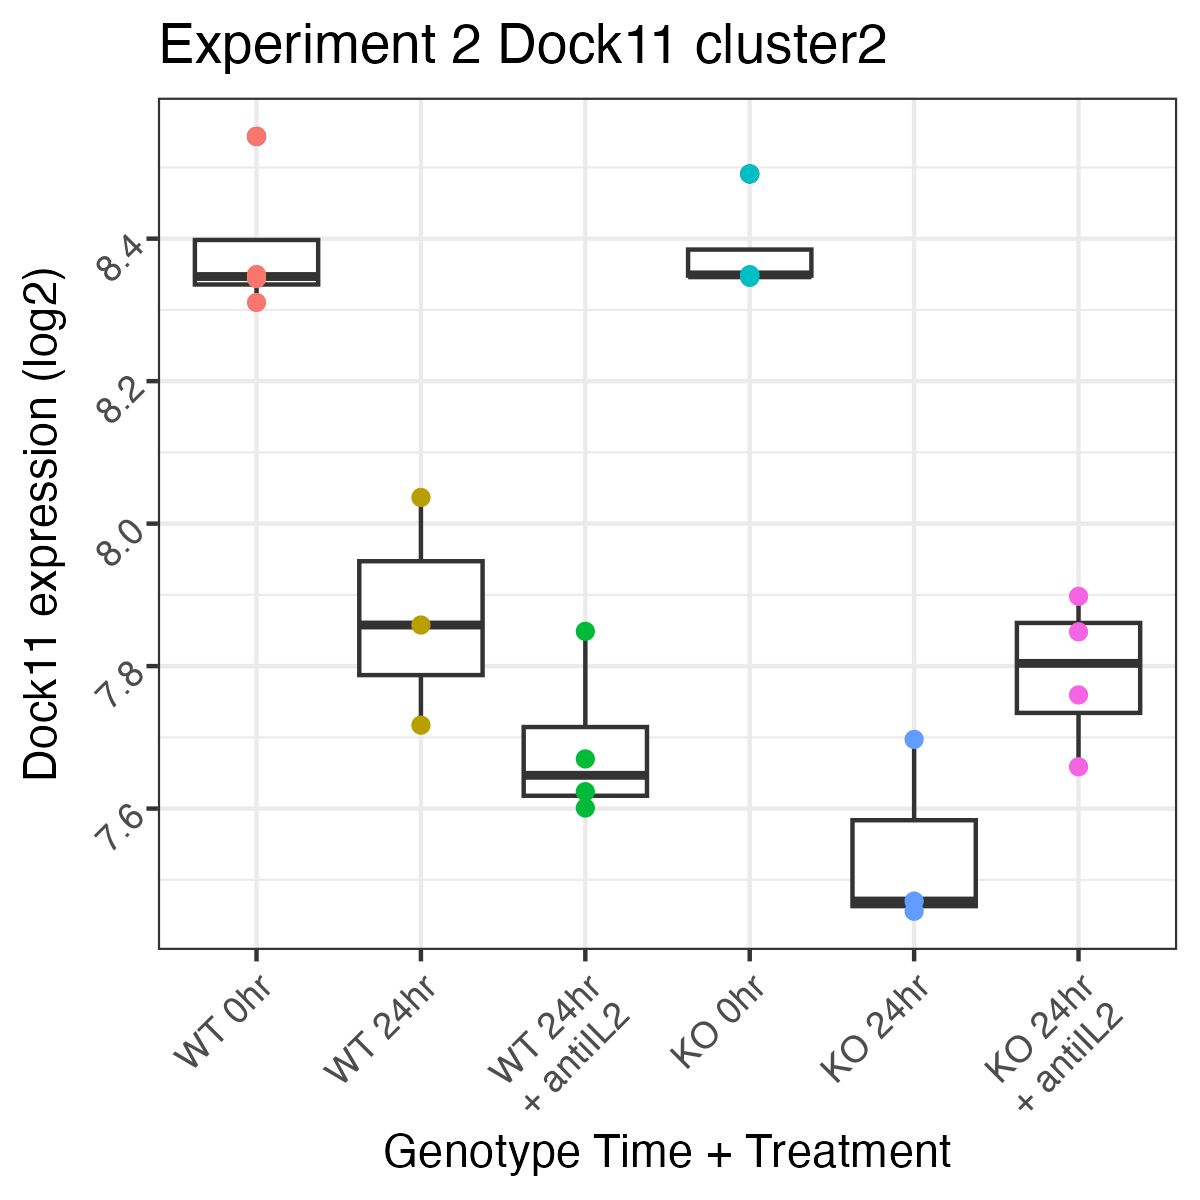 Experiment 2 Dock11 cluster2
Dock11 expression (log2)
8.4
8.2
8.0
7.8
7.6
WT 0hr
WT 24hr
WT 24hr
+ antiIL2
KO 0hr
KO 24hr
KO 24hr
+ antiIL2
Genotype Time + Treatment